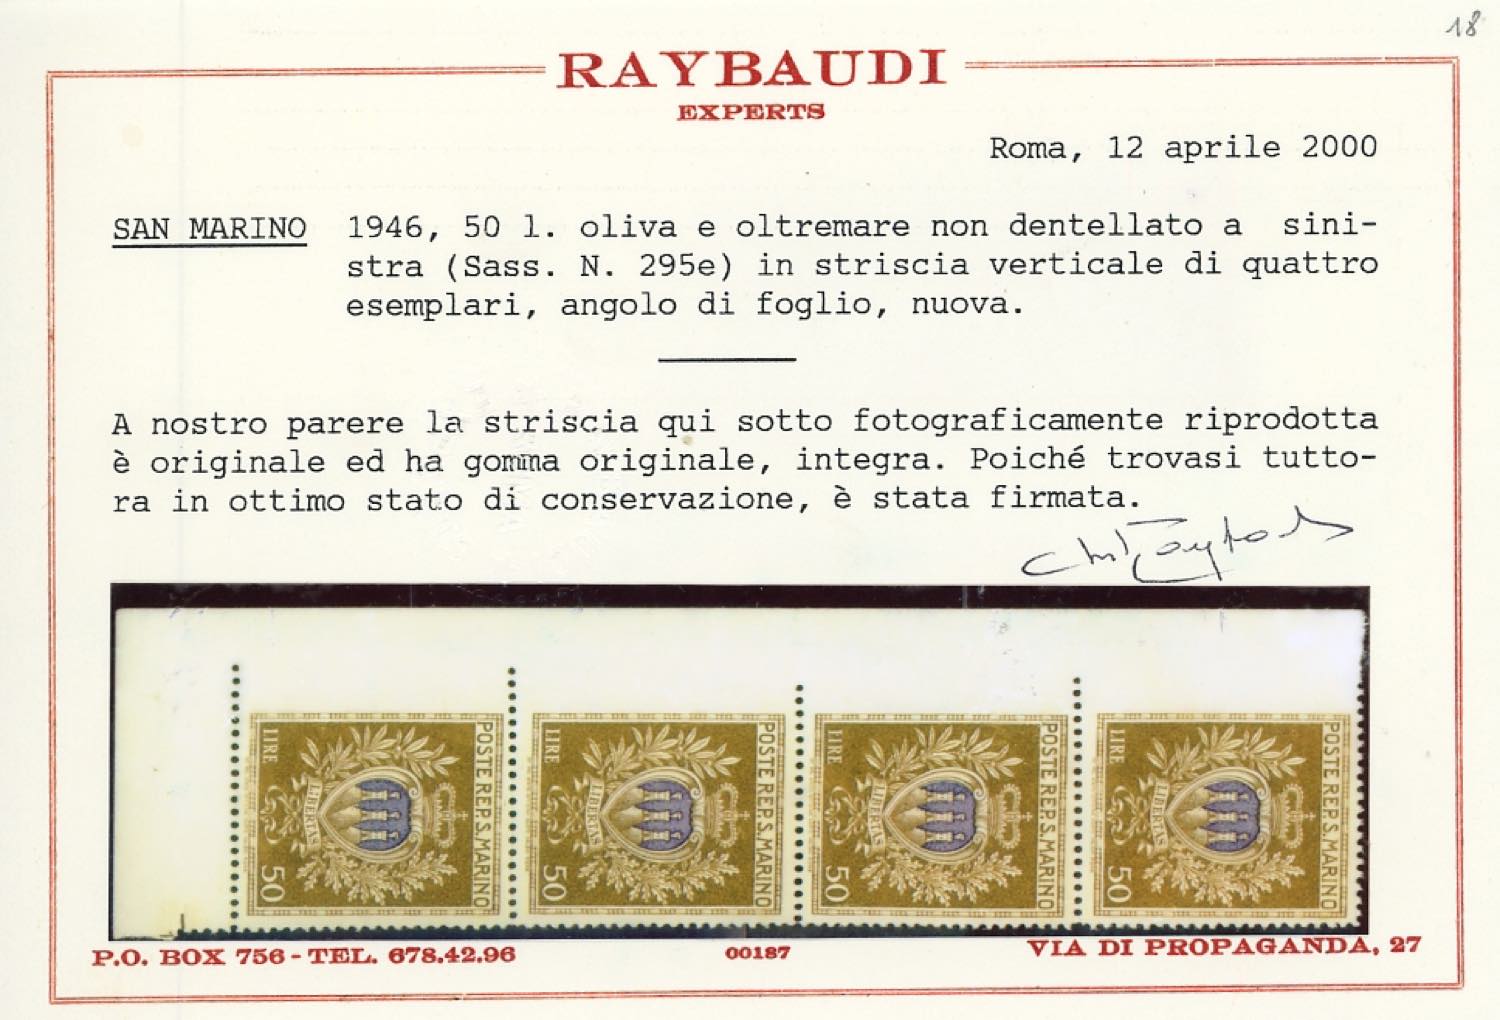 18
RAYBAUDI
EXPERTS
Roma, 12 aprile 2000
SAN MARINO 1946, 50 l. oliva e oltremare non dentellato a sini-
stra (Sass. N. 295e) in striscia verticale di quattro
esemplari, angolo di foglio, nuova.
A nostro parere la striscia qui sotto fotograficamente riprodotta
è originale ed ha gomma originale, integra. Poiché trovasi tutto-
ra in ottimo stato di conservazione, è stata firmata.
POSTE REP. S. MARINO
LIBERTAS
LIRE
50
POSTE REP. S. MARINO
LIBERTAS
LIRE
50
POSTE REP. S. MARINO
LIBERTAS
LIRE
50
POSTE REP. S. MARINO
LIBERTAS
LIRE
50
P.O. BOX 756 - TEL. 678.42.96
00187
VIA DI PROPAGANDA, 27